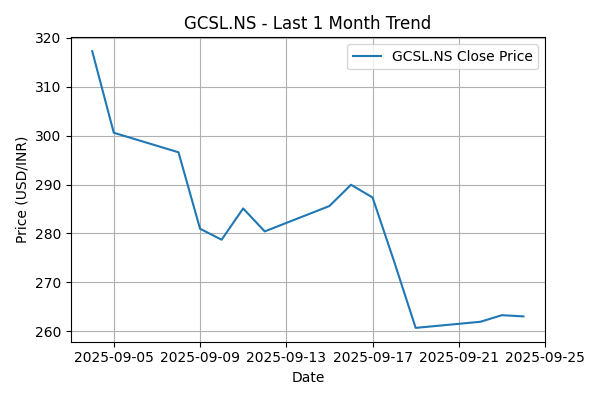 GCSL.NS - Last 1 Month Trend
GCSL.NS Close Price
Price (USD/INR)
320
310
300
290
280
270
260
2025-09-05 2025-09-09 2025-09-13 2025-09-17 2025-09-21 2025-09-25
Date